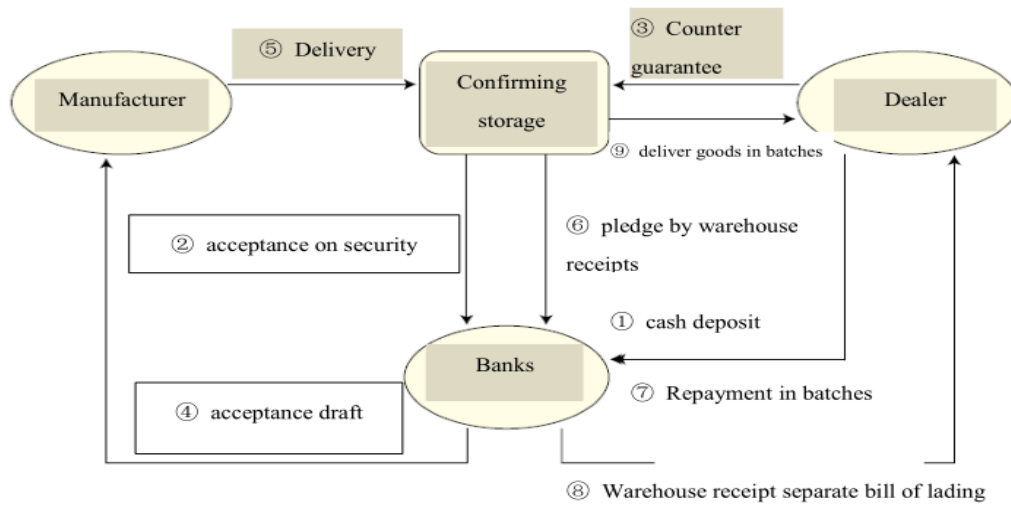 ⑤ Delivery
③ Counter
guarantee
Manufacturer
Confirming
storage
Dealer
⑨ deliver goods in batches
② acceptance on security
⑥ pledge by warehouse
receipts
① cash deposit
Banks
④ acceptance draft
⑦ Repayment in batches
⑧ Warehouse receipt separate bill of lading